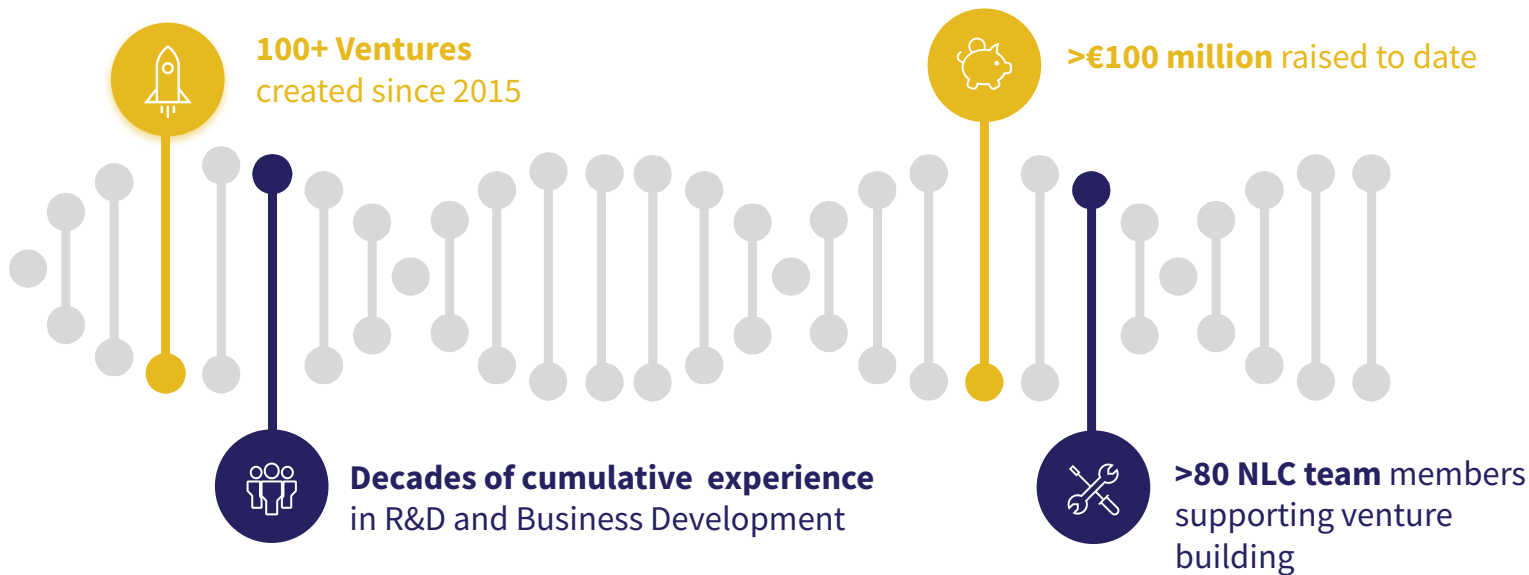 100+ Ventures
created since 2015
>€100 million raised to date
Decades of cumulative  experience
in R&D and Business Development
>80 NLC team members
supporting venture
building